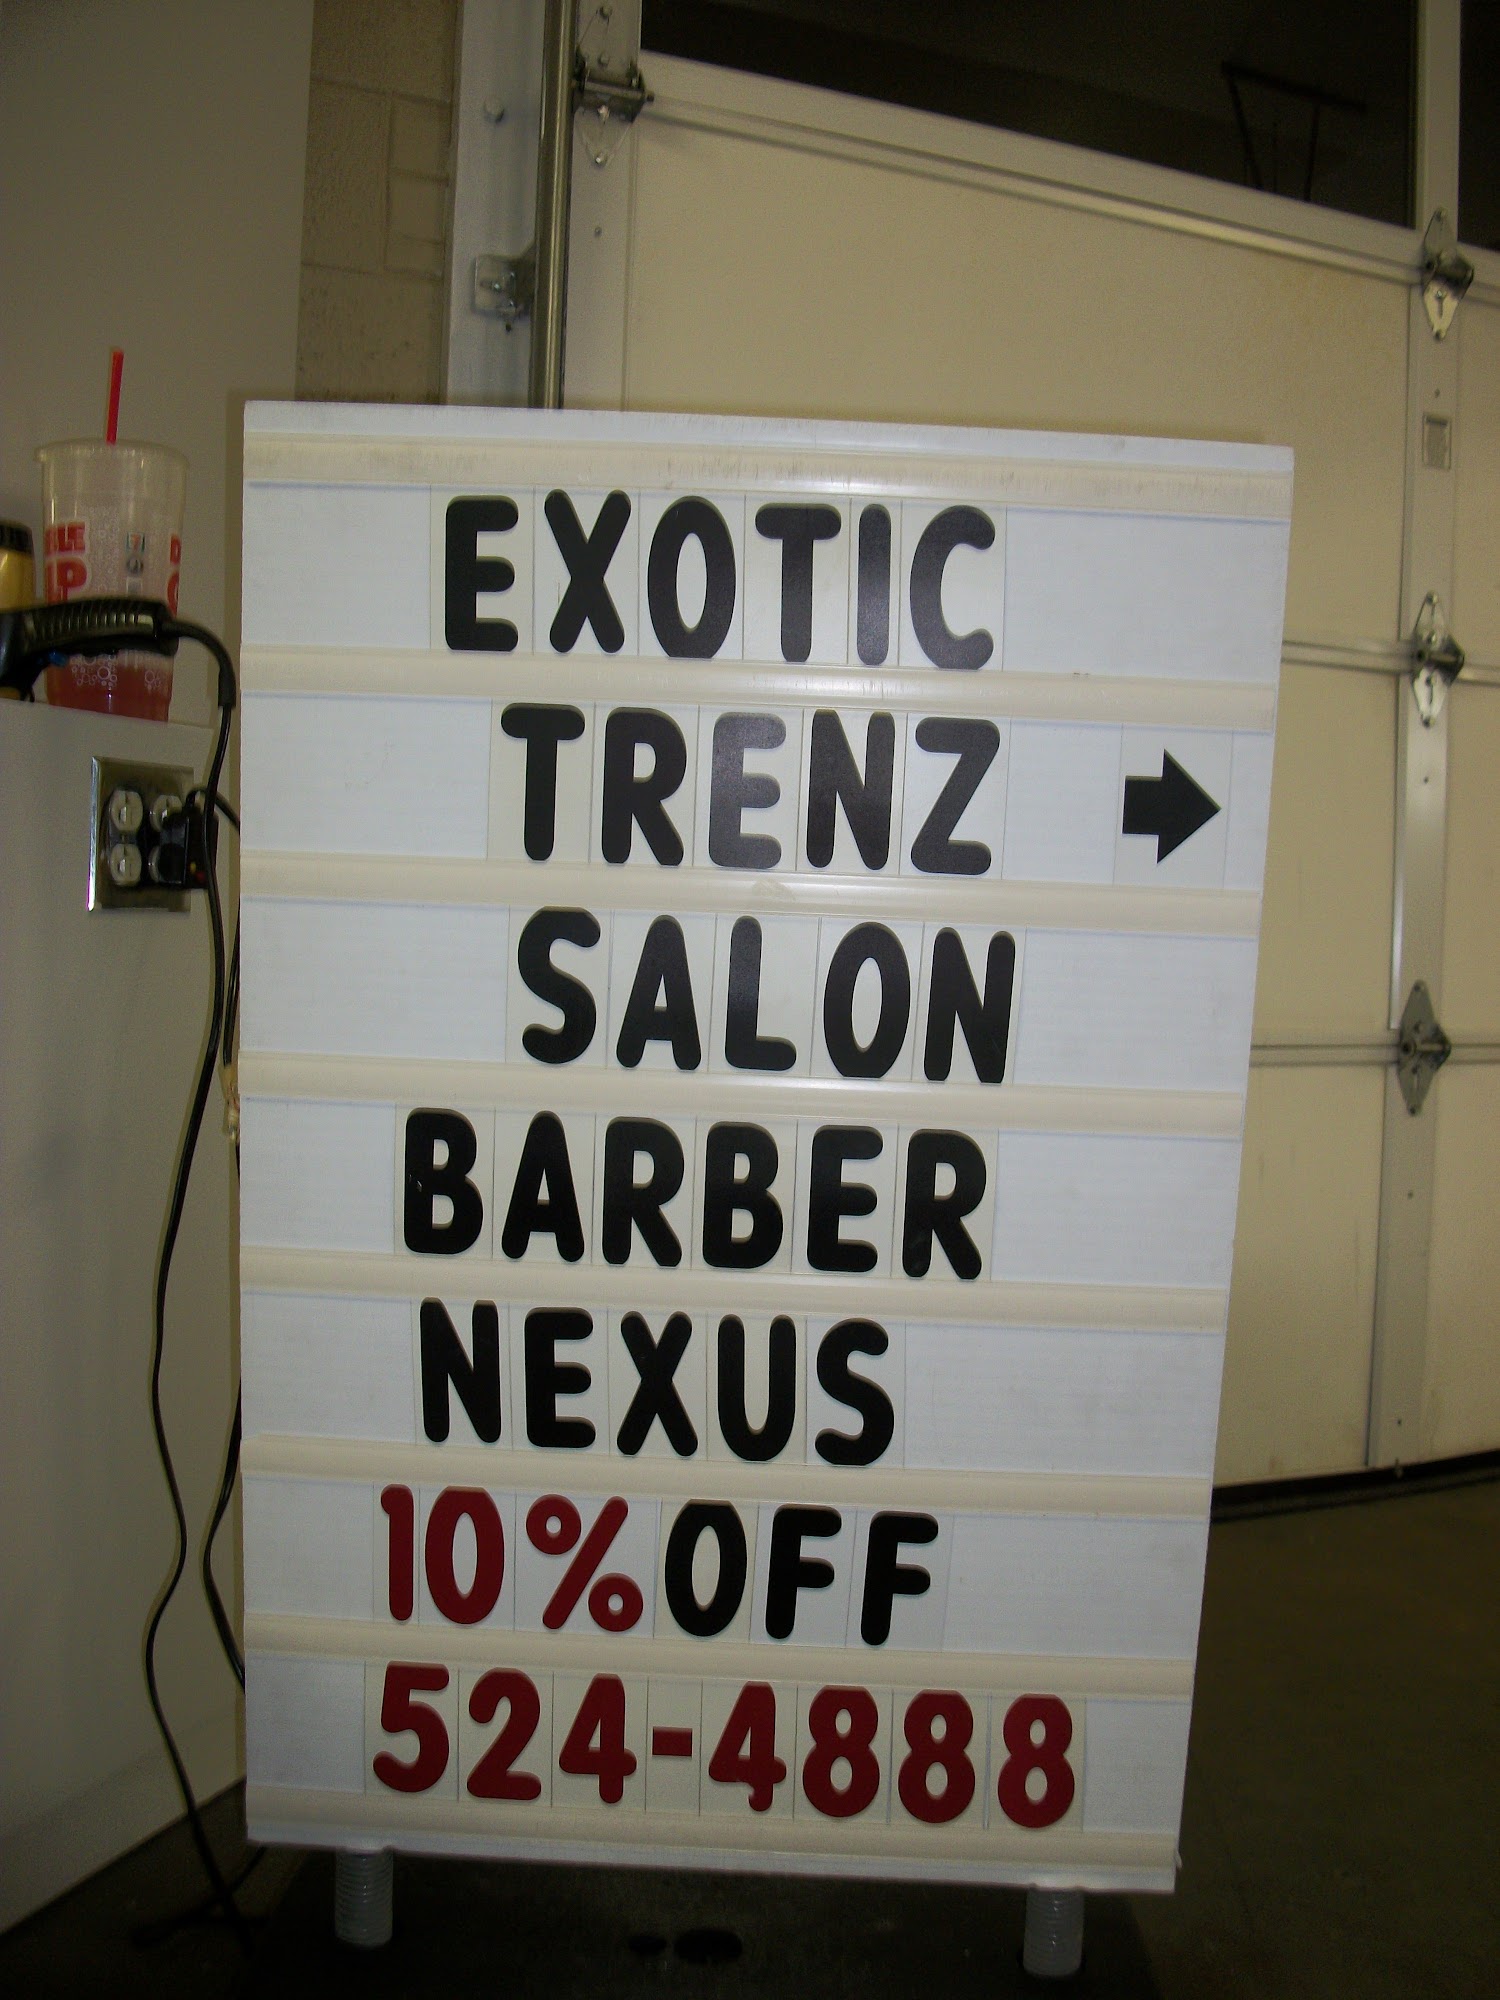 EXOTIC
TRENZ
SALON
BARBER
NEXUS
10%OFF
524-4888